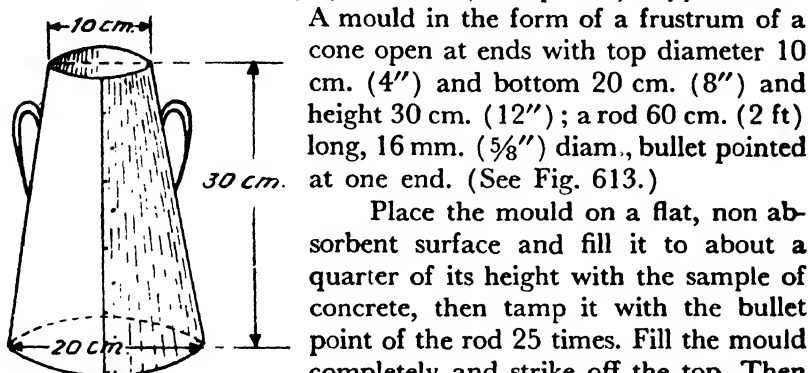 10 cm.
A mould in the form of a frustrum of a
cone open at ends with top diameter 10
cm. (4″) and bottom 20 cm. (8″) and
height 30 cm. (12″) ; a rod 60 cm. (2 ft)
long, 16 mm. (⅝″) diam., bullet pointed
30 cm.
at one end. (See Fig. 613.)
Place the mould on a flat, non ab-
sorbent surface and fill it to about a
quarter of its height with the sample of
concrete, then tamp it with the bullet
20 cm.
point of the rod 25 times. Fill the mould
completely and strike off the top. Then